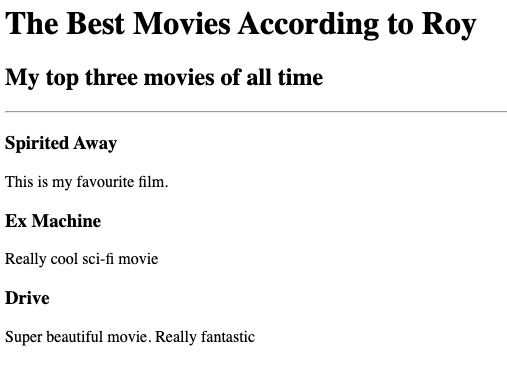 The Best Movies According to Roy
My top three movies of all time
Spirited Away
This is my favourite film.
Ex Machine
Really cool sci-fi movie
Drive
Super beautiful movie. Really fantastic